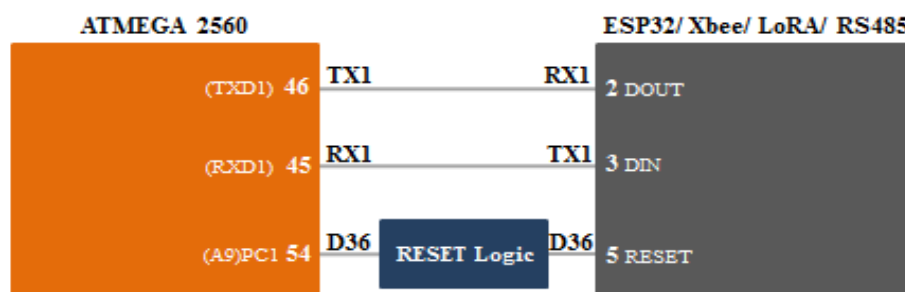 ATMEGA 2560 ESP32/ Xbee/ LoRA/ RS485
(TXD1) 46 TX1 RX1 2 DOUT
(RXD1) 45 RX1 TX1 3 DIN
(A9)PC1 54 D36 RESET Logic D36 5 RESET